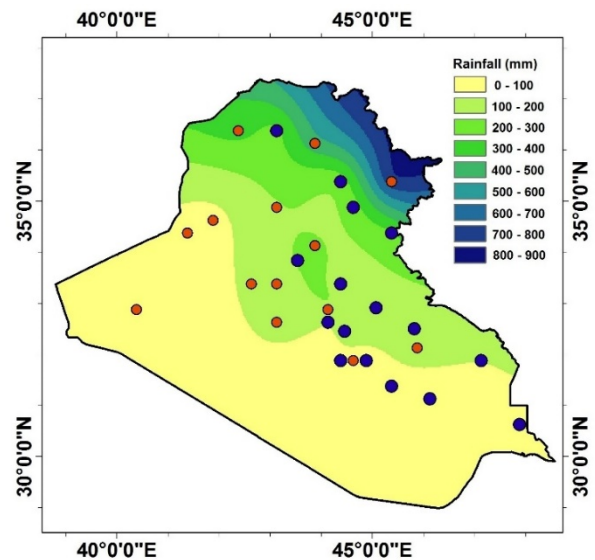 40°0'0"E 45°0'0"E
Rainfall (mm)
0 - 100
100 - 200
200 - 300
300 - 400
400 - 500
500 - 600
600 - 700
700 - 800
800 - 900
35°0'0"N
35°0'0"N
30°0'0"N
30°0'0"N
40°0'0"E 45°0'0"E